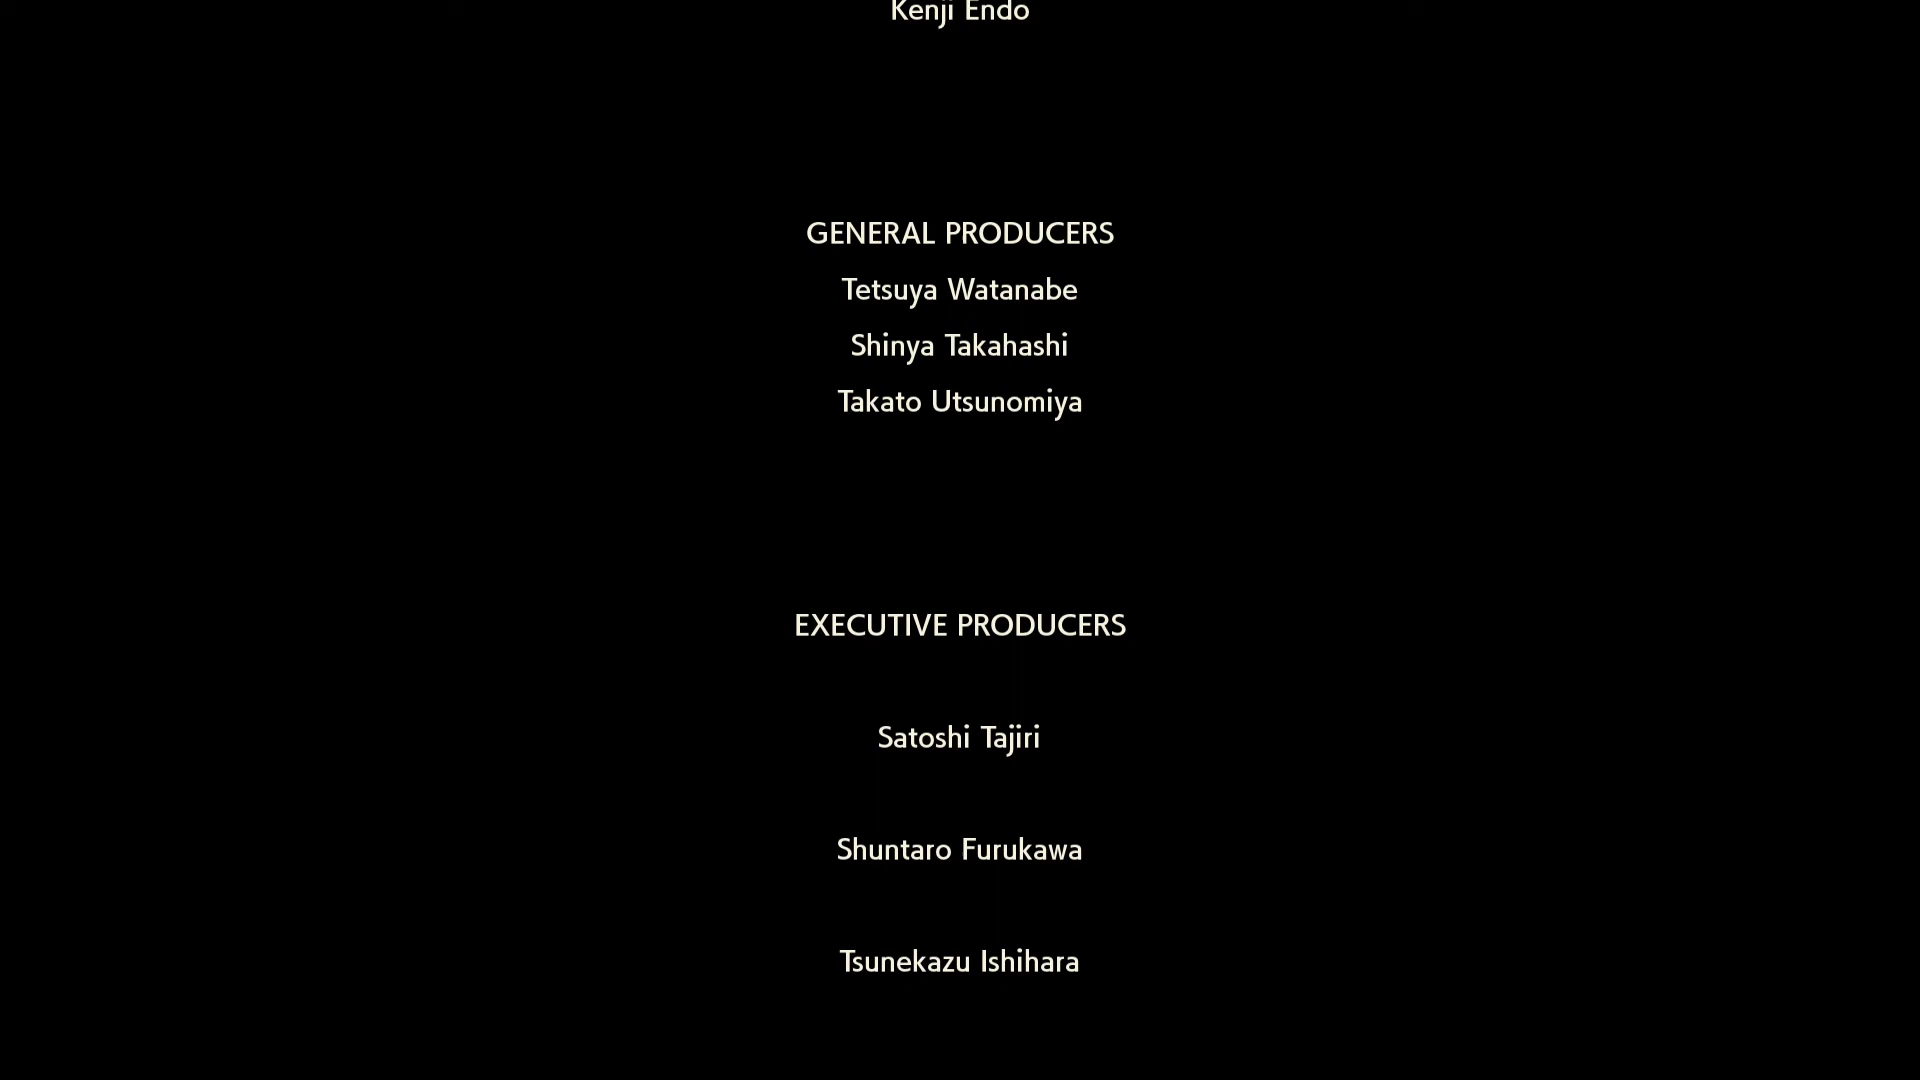 Kenji Endo
GENERAL PRODUCERS
Tetsuya Watanabe
Shinya Takahashi
Takato Utsunomiya
EXECUTIVE PRODUCERS
Satoshi Tajiri
Shuntaro Furukawa
Tsunekazu Ishihara